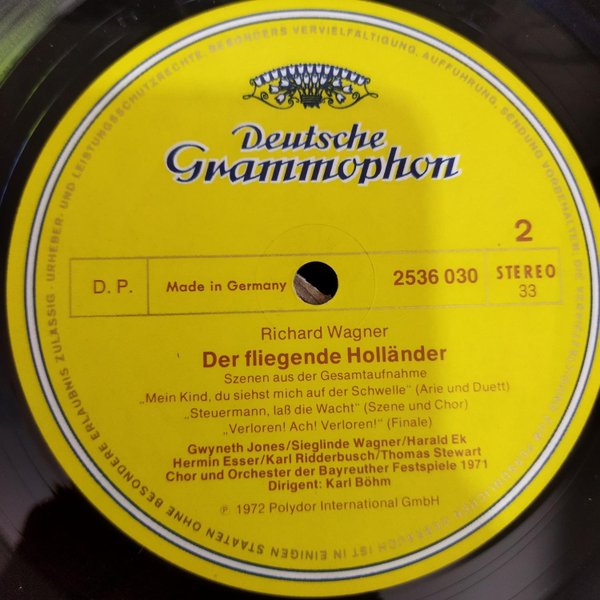 Deutsche
Grammophon
2
D. P.
Made in Germany
2536 030
STEREO
33
Richard Wagner
Der fliegende Holländer
Szenen aus der Gesamtaufnahme
„Mein Kind, du siehst mich auf der Schwelle“ (Arie und Duett)
„Steuermann, laß die Wacht“ (Szene und Chor)
„Verloren! Ach! Verloren!“ (Finale)
Gwyneth Jones/Sieglinde Wagner/Harald Ek
Hermin Esser/Karl Ridderbusch/Thomas Stewart
Chor und Orchester der Bayreuther Festspiele 1971
Dirigent: Karl Böhm
℗ 1972 Polydor International GmbH
URHEBER- UND LEISTUNGSSCHUTZRECHTE, BESONDERS VERVIELFÄLTIGUNG, AUFFÜHRUNG, SENDUNG VORBEHALTEN
IST IN EINIGEN STAATEN OHNE BESONDERE ERLAUBNIS ZULÄSSIG